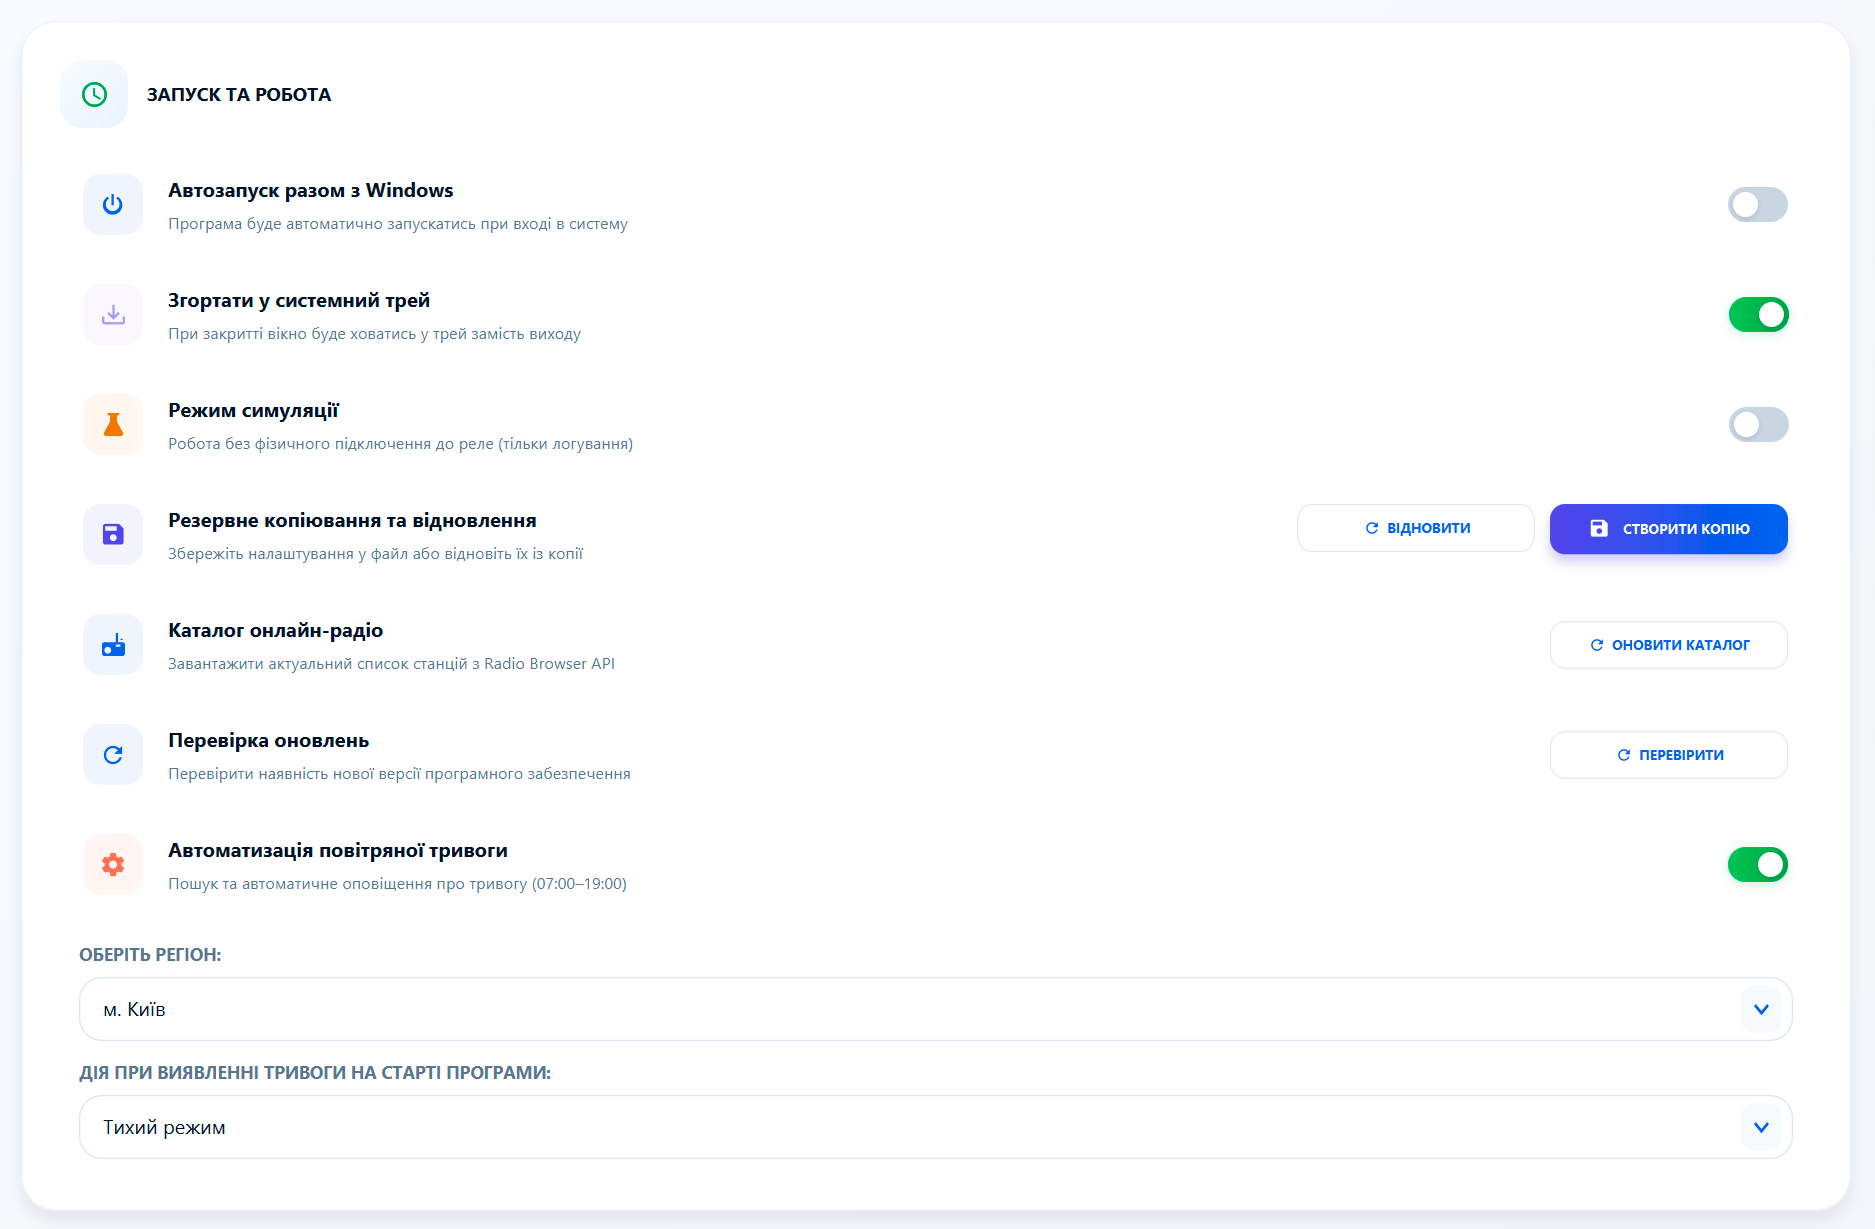 ЗАПУСК ТА РОБОТА
Автозапуск разом з Windows
Програма буде автоматично запускатись при вході в систему
Згортати у системний трей
При закритті вікно буде ховатись у трей замість виходу
Режим симуляції
Робота без фізичного підключення до реле (тільки логування)
Резервне копіювання та відновлення
Збережіть налаштування у файл або відновіть їх із копії
ВІДНОВИТИ
СТВОРИТИ КОПІЮ
Каталог онлайн-радіо
Завантажити актуальний список станцій з Radio Browser API
ОНОВИТИ КАТАЛОГ
Перевірка оновлень
Перевірити наявність нової версії програмного забезпечення
ПЕРЕВІРИТИ
Автоматизація повітряної тривоги
Пошук та автоматичне оповіщення про тривогу (07:00–19:00)
ОБЕРІТЬ РЕГІОН:
м. Київ
ДІЯ ПРИ ВИЯВЛЕННІ ТРИВОГИ НА СТАРТІ ПРОГРАМИ:
Тихий режим